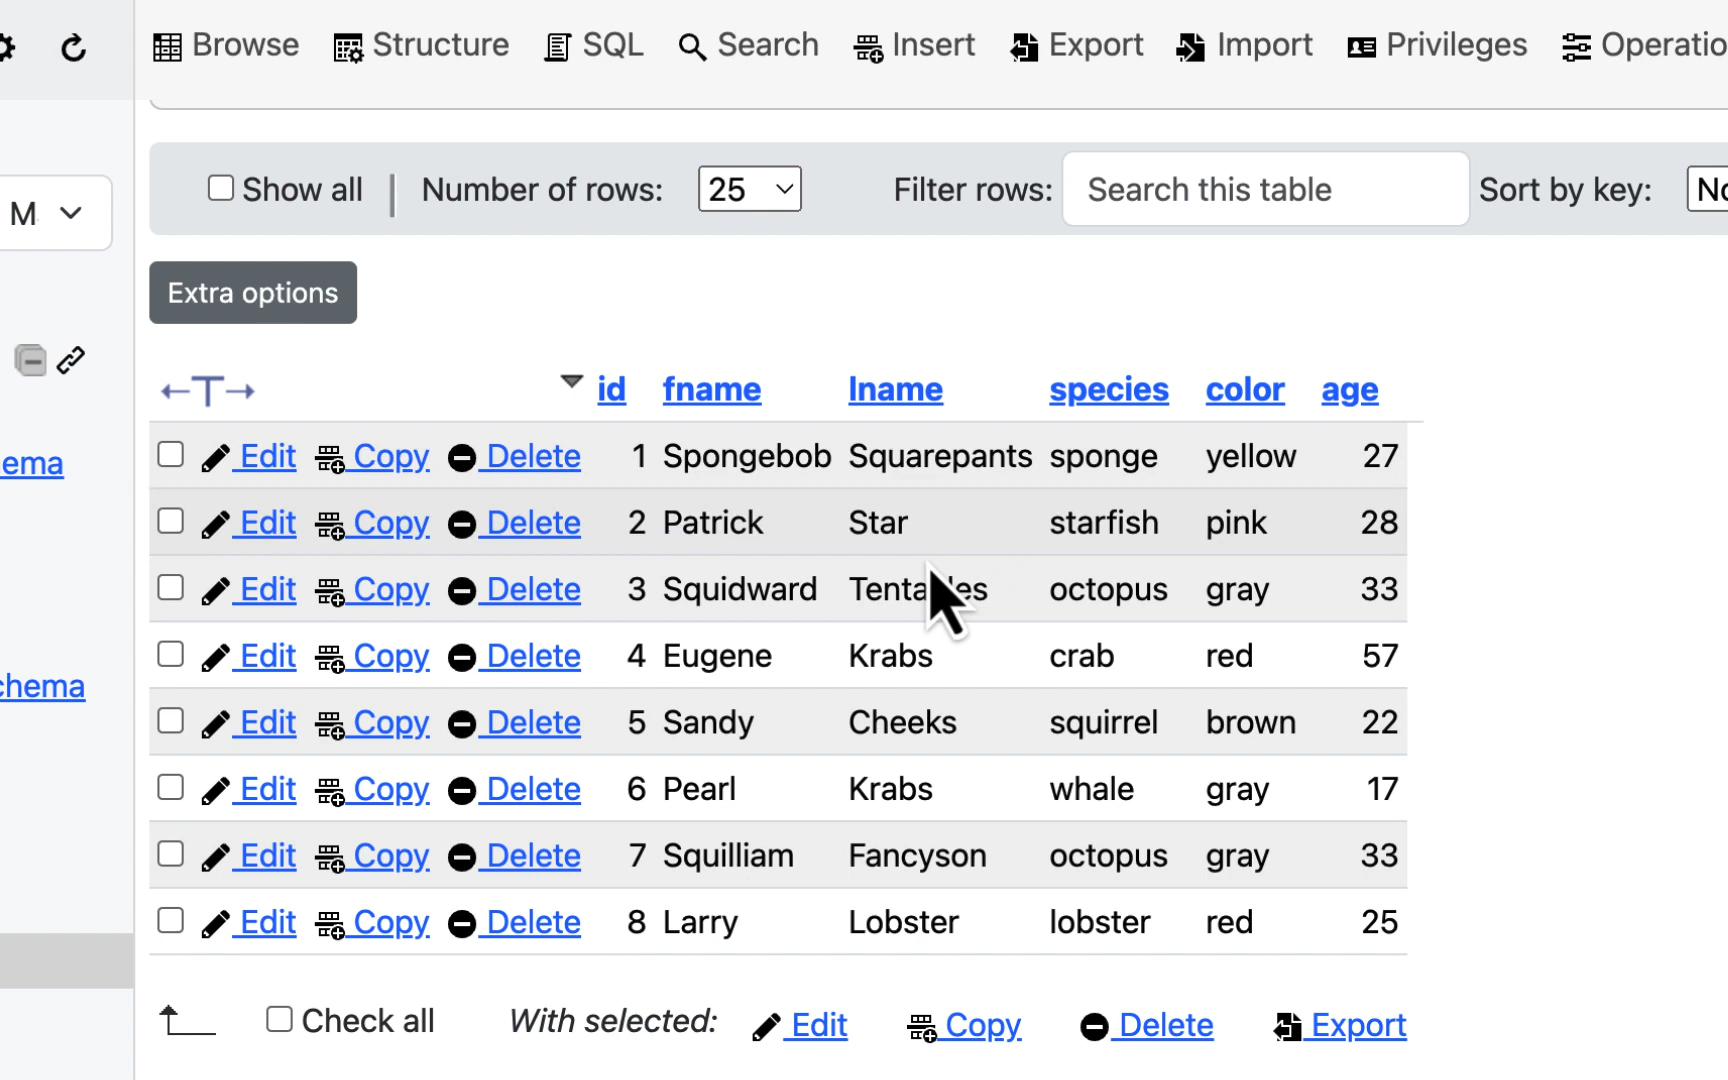 Browse Structure SQL Search Insert Export Import Privileges Operatio
M
Show all Number of rows: 25 Filter rows: Search this table Sort by key: No
Extra options
←T→ id fname lname species color age
Edit Copy Delete 1 Spongebob Squarepants sponge yellow 27
ema
Edit Copy Delete 2 Patrick Star starfish pink 28
Edit Copy Delete 3 Squidward octopus gray 33
Edit Copy Delete 4 Eugene Krabs crab red 57
chema
Edit Copy Delete 5 Sandy Cheeks squirrel brown 22
Edit Copy Delete 6 Pearl Krabs whale gray 17
Edit Copy Delete 7 Squilliam Fancyson octopus gray 33
Edit Copy Delete 8 Larry Lobster lobster red 25
Check all With selected: Edit Copy Delete Export